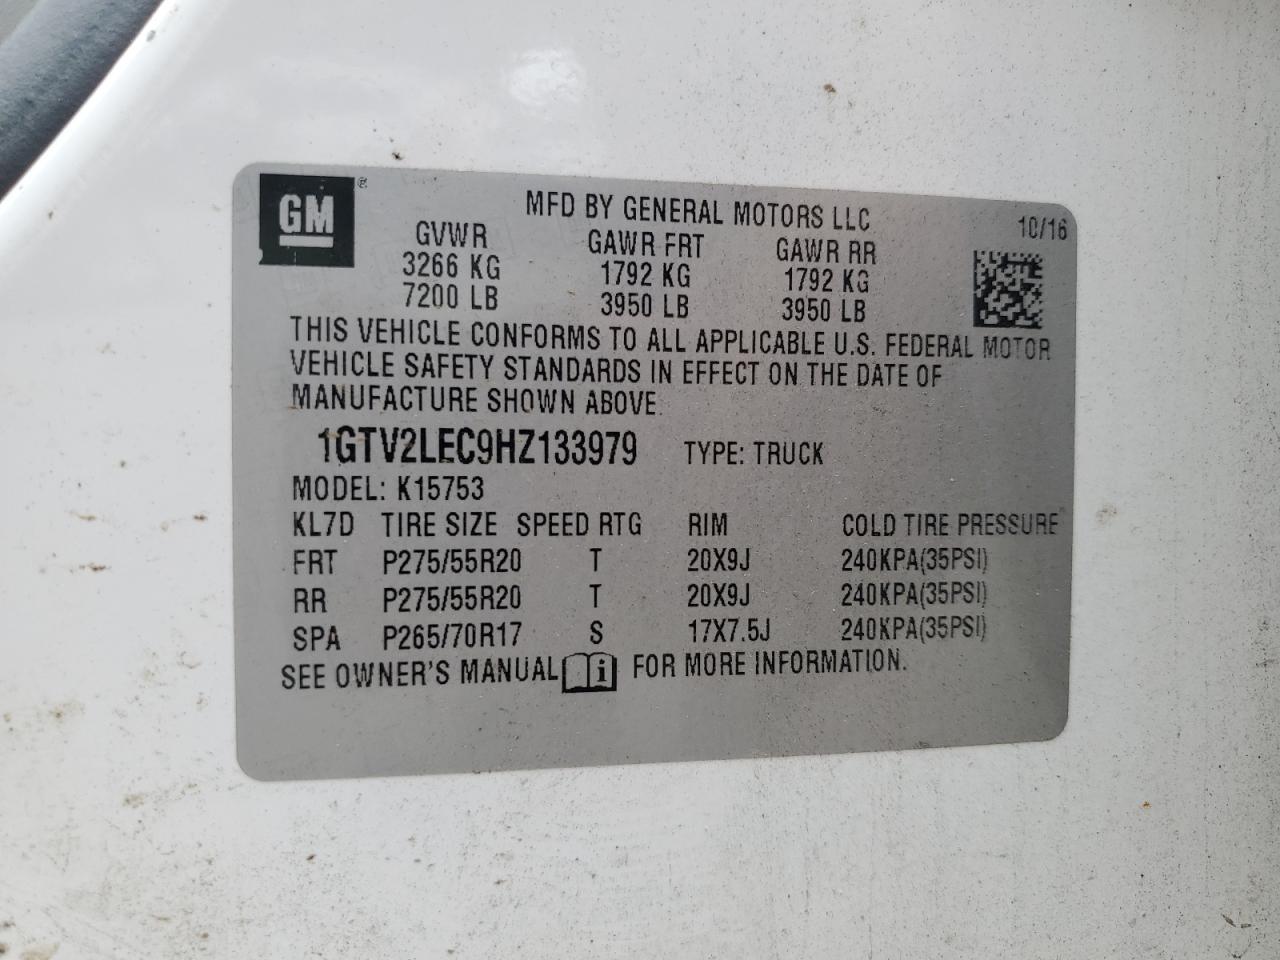 GM ®
MFD BY GENERAL MOTORS LLC 10/16
GVWR GAWR FRT GAWR RR
3266 KG 1792 KG 1792 KG
7200 LB 3950 LB 3950 LB
THIS VEHICLE CONFORMS TO ALL APPLICABLE U.S. FEDERAL MOTOR
VEHICLE SAFETY STANDARDS IN EFFECT ON THE DATE OF
MANUFACTURE SHOWN ABOVE.
1GTV2LEC9HZ133979 TYPE: TRUCK
MODEL: K15753
KL7D TIRE SIZE SPEED RTG RIM COLD TIRE PRESSURE
FRT P275/55R20 T 20X9J 240KPA(35PSI)
RR P275/55R20 T 20X9J 240KPA(35PSI)
SPA P265/70R17 S 17X7.5J 240KPA(35PSI)
SEE OWNER'S MANUAL i FOR MORE INFORMATION.